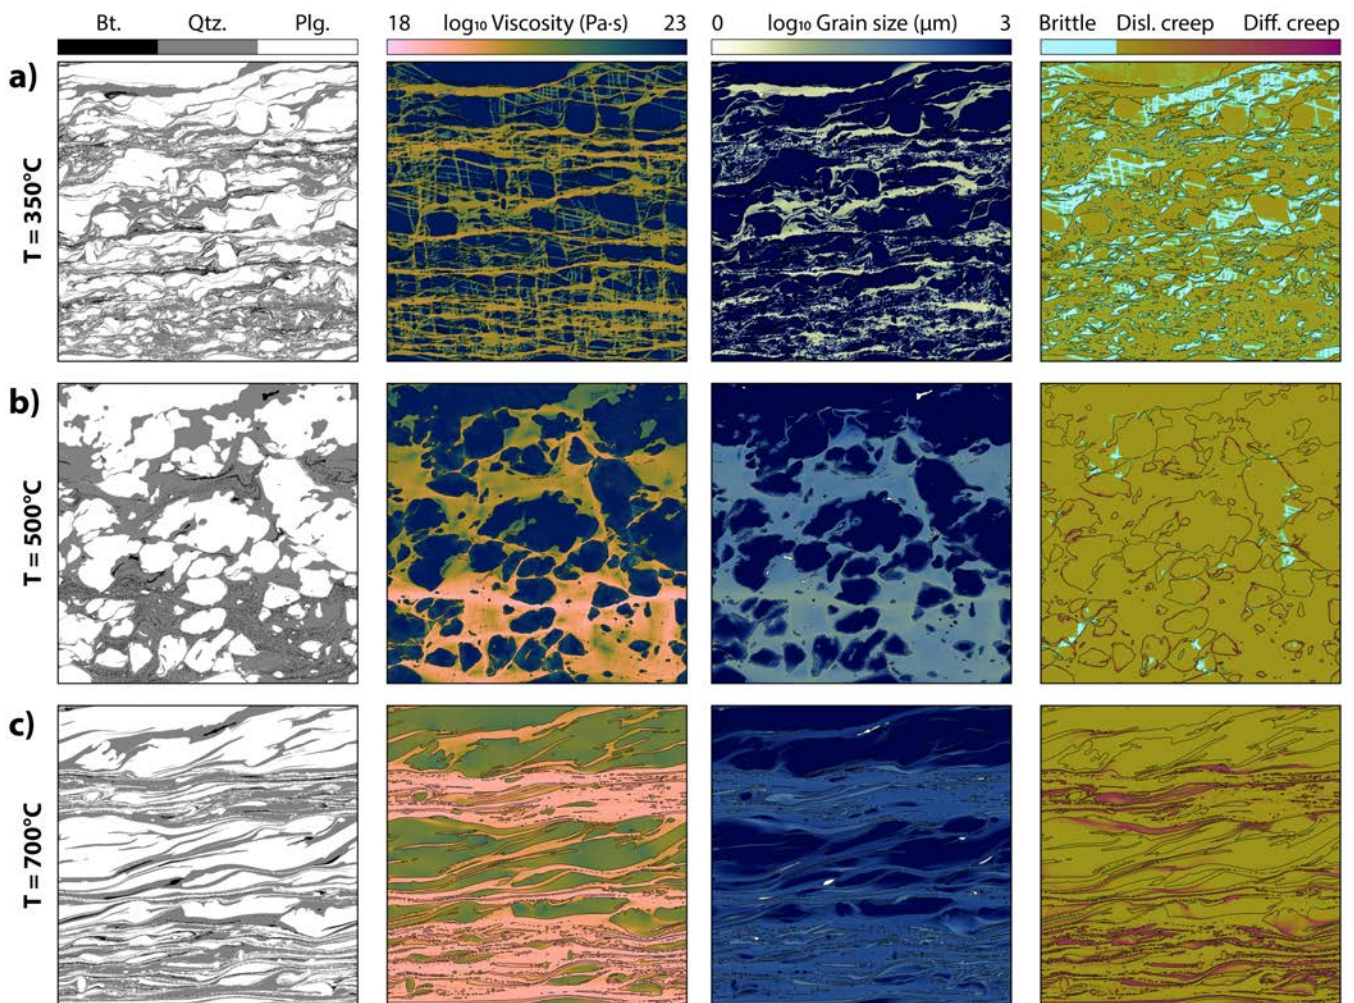 Bt. Qtz. Plg.
18 log₁₀ Viscosity (Pa·s) 23
0 log₁₀ Grain size (μm) 3
Brittle Disl. creep Diff. creep
a)
T = 350°C
b)
T = 500°C
c)
T = 700°C